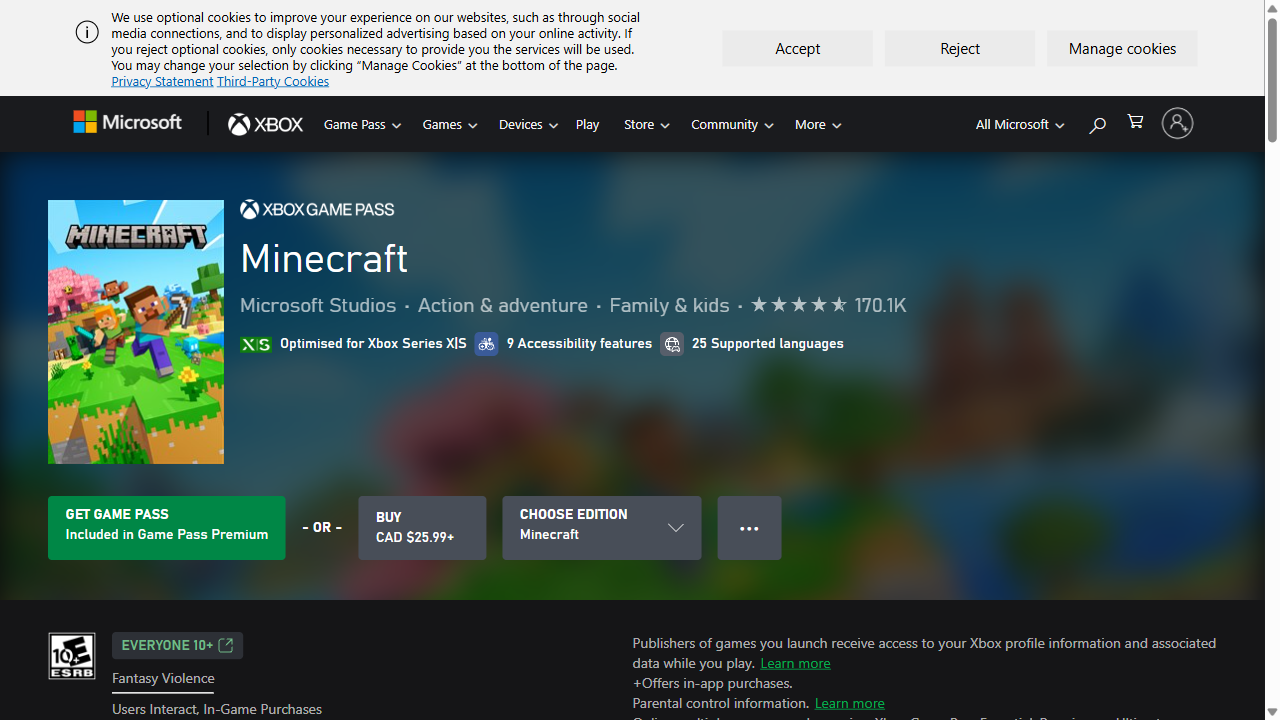 We use optional cookies to improve your experience on our websites, such as through social
media connections, and to display personalized advertising based on your online activity. If
you reject optional cookies, only cookies necessary to provide you the services will be used.
You may change your selection by clicking “Manage Cookies” at the bottom of the page.
Privacy Statement Third-Party Cookies
Accept
Reject
Manage cookies
Microsoft
XBOX
Game Pass
Games
Devices
Play
Store
Community
More
All Microsoft
MINECRAFT
XBOX GAME PASS
Minecraft
Microsoft Studios • Action & adventure • Family & kids • 170.1K
X|S Optimised for Xbox Series X|S
9 Accessibility features
25 Supported languages
GET GAME PASS
Included in Game Pass Premium
- OR -
BUY
CAD $25.99+
CHOOSE EDITION
Minecraft
E
10+
ESRB
EVERYONE 10+
Fantasy Violence
Users Interact, In-Game Purchases
Publishers of games you launch receive access to your Xbox profile information and associated
data while you play. Learn more
+Offers in-app purchases.
Parental control information. Learn more